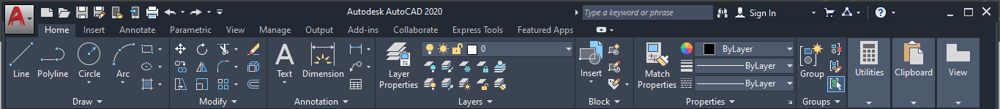 Autodesk AutoCAD 2020
Type a keyword or phrase
Sign In
Home Insert Annotate Parametric View Manage Output Add-ins Collaborate Express Tools Featured Apps
Line Polyline Circle Arc
Text Dimension
Layer Properties
0
Insert
Match Properties
ByLayer
ByLayer
ByLayer
Group
Utilities
Clipboard
View
Draw Modify Annotation Layers Block Properties Groups